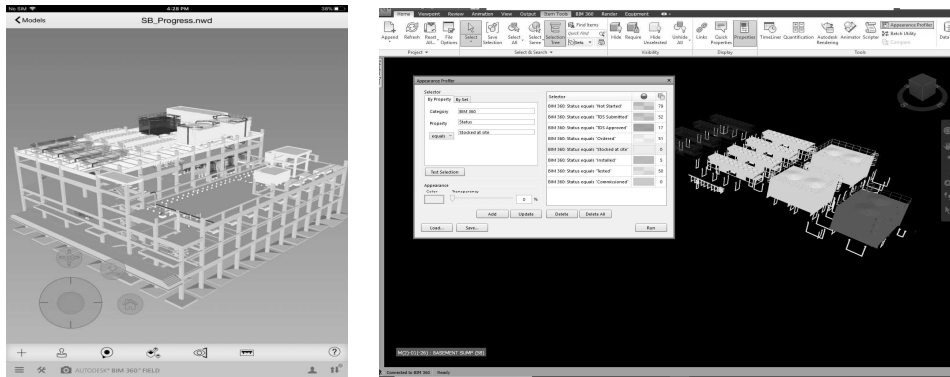 No SIM
4:28 PM
38%
Models
SB_Progress.nwd
AUTODESK® BIM 360™ FIELD
Home Viewpoint Review Animation View Output Item Tools BIM 360 Render Equipment
Append Refresh Reset All... File Options Select Save Selection Select All Select Same Selection Tree Find Items Quick Find Sets Hide Require Hide Unselected Unhide All Links Quick Properties Properties TimeLiner Quantification Autodesk Rendering Animator Scripter Appearance Profiler Batch Utility Compare
Project Select & Search Visibility Display Tools
Appearance Profiler
Selector
By Property By Set
Category BIM 360
Property Status
equals Stocked at site
Test Selection
Appearance
Color Transparency
0 %
Add Update Delete Delete All
Load... Save... Run
Selector
BIM 360: Status equals "Not Started" 79
BIM 360: Status equals "TDS Submitted" 52
BIM 360: Status equals "TDS Approved" 17
BIM 360: Status equals "Ordered" 51
BIM 360: Status equals "Stocked at site" 0
BIM 360: Status equals "Installed" 5
BIM 360: Status equals "Tested" 50
BIM 360: Status equals "Commissioned" 0
Connected to BIM 360 Ready